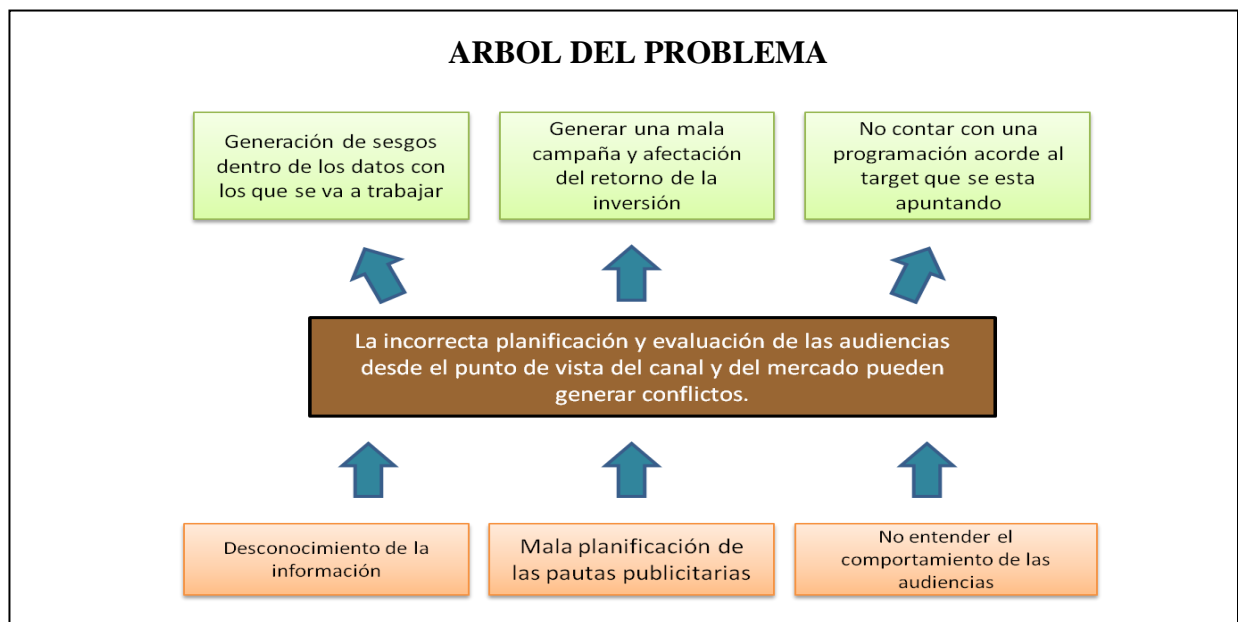 ARBOL DEL PROBLEMA
Generación de sesgos
dentro de los datos con
los que se va a trabajar
Generar una mala
campaña y afectación
del retorno de la
inversión
No contar con una
programación acorde al
target que se esta
apuntando
La incorrecta planificación y evaluación de las audiencias
desde el punto de vista del canal y del mercado pueden
generar conflictos.
Desconocimiento de la
información
Mala planificación de
las pautas publicitarias
No entender el
comportamiento de las
audiencias